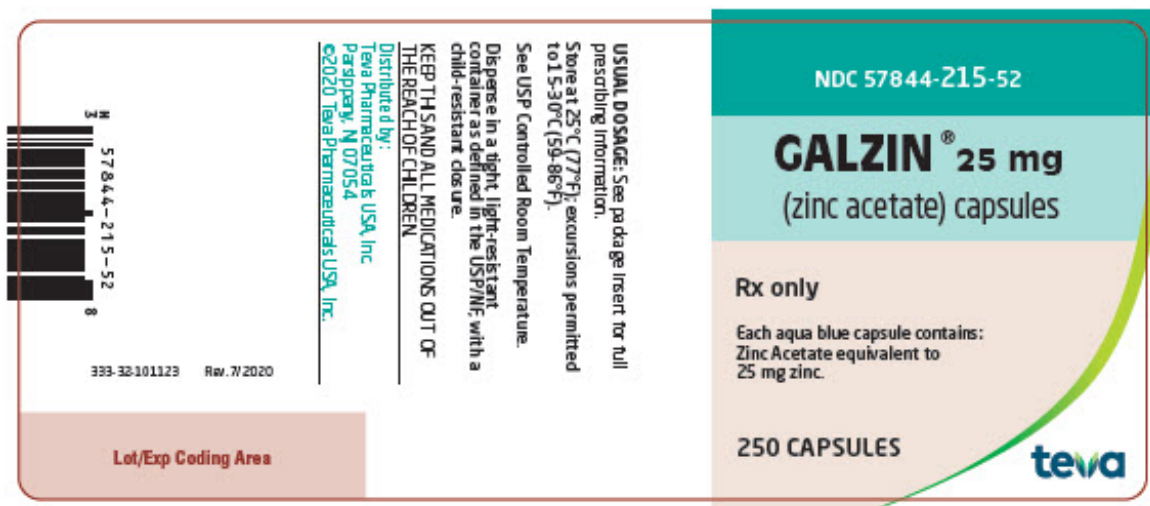 NDC 57844-215-52
GALZIN® 25 mg
(zinc acetate) capsules
Rx only
Each aqua blue capsule contains:
Zinc Acetate equivalent to
25 mg zinc.
250 CAPSULES
teva
USUAL DOSAGE: See package insert for full
prescribing information.
Store at 25°C (77°F); excursions permitted
to 15-30°C (59-86°F).
See USP Controlled Room Temperature.
Dispense in a tight, light-resistant
container as defined in the USP/NF, with a
child-resistant closure.
KEEP THIS AND ALL MEDICATIONS OUT OF
THE REACH OF CHILDREN.
Distributed by:
Teva Pharmaceuticals USA, Inc.
Parsippany, NJ 07054
©2020 Teva Pharmaceuticals USA, Inc.
N
3 57844-215-52 8
333-32-101123 Rev. 7/2020
Lot/Exp Coding Area